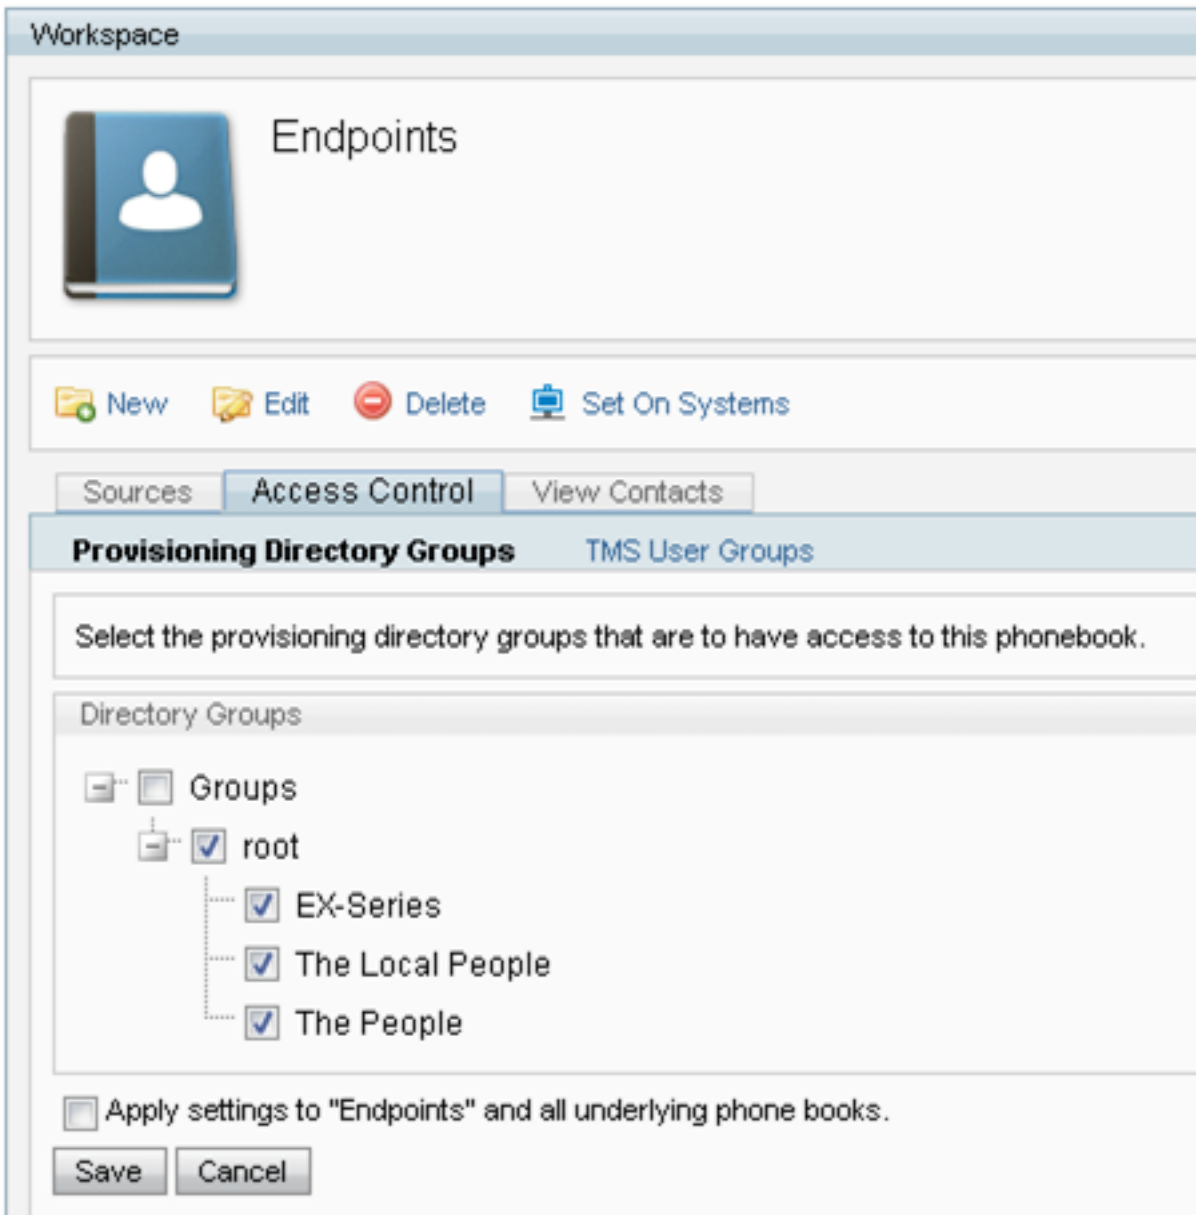 Workspace
Endpoints
New Edit Delete Set On Systems
Sources Access Control View Contacts
Provisioning Directory Groups TMS User Groups
Select the provisioning directory groups that are to have access to this phonebook.
Directory Groups
Groups
root
EX-Series
The Local People
The People
Apply settings to "Endpoints" and all underlying phone books.
Save Cancel